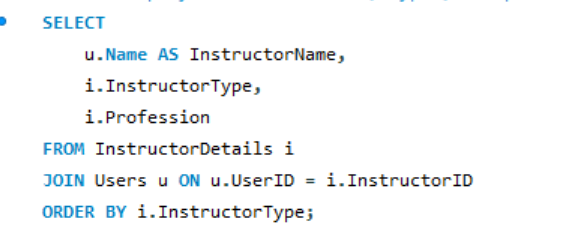 SELECT
u.Name AS InstructorName,
i.InstructorType,
i.Profession
FROM InstructorDetails i
JOIN Users u ON u.UserID = i.InstructorID
ORDER BY i.InstructorType;